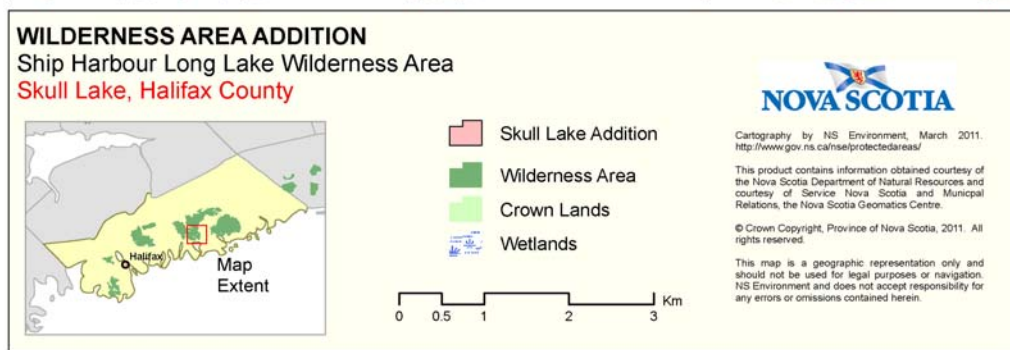 WILDERNESS AREA ADDITION
Ship Harbour Long Lake Wilderness Area
Skull Lake, Halifax County
Halifax
Map
Extent
Skull Lake Addition
Wilderness Area
Crown Lands
Wetlands
0 0.5 1 2 3 Km
NOVA SCOTIA
Cartography by NS Environment, March 2011.
http://www.gov.ns.ca/nse/protectedareas/
This product contains information obtained courtesy of
the Nova Scotia Department of Natural Resources and
courtesy of Service Nova Scotia and Municpal
Relations, the Nova Scotia Geomatics Centre.
© Crown Copyright, Province of Nova Scotia, 2011. All
rights reserved.
This map is a geographic representation only and
should not be used for legal purposes or navigation.
NS Environment and does not accept responsibility for
any errors or omissions contained herein.